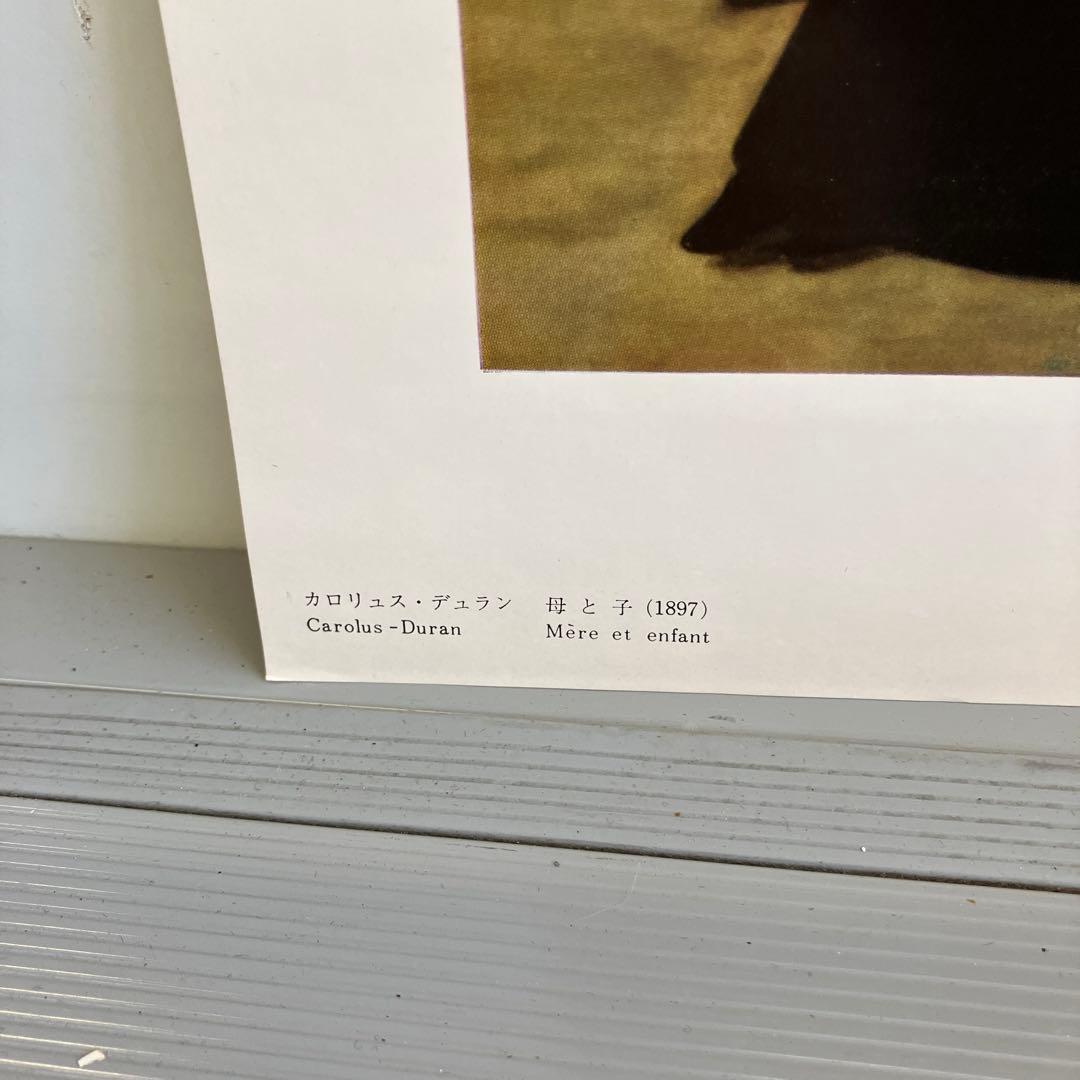 カロリュス・デュラン 母と子 (1897)
Carolus-Duran Mère et enfant